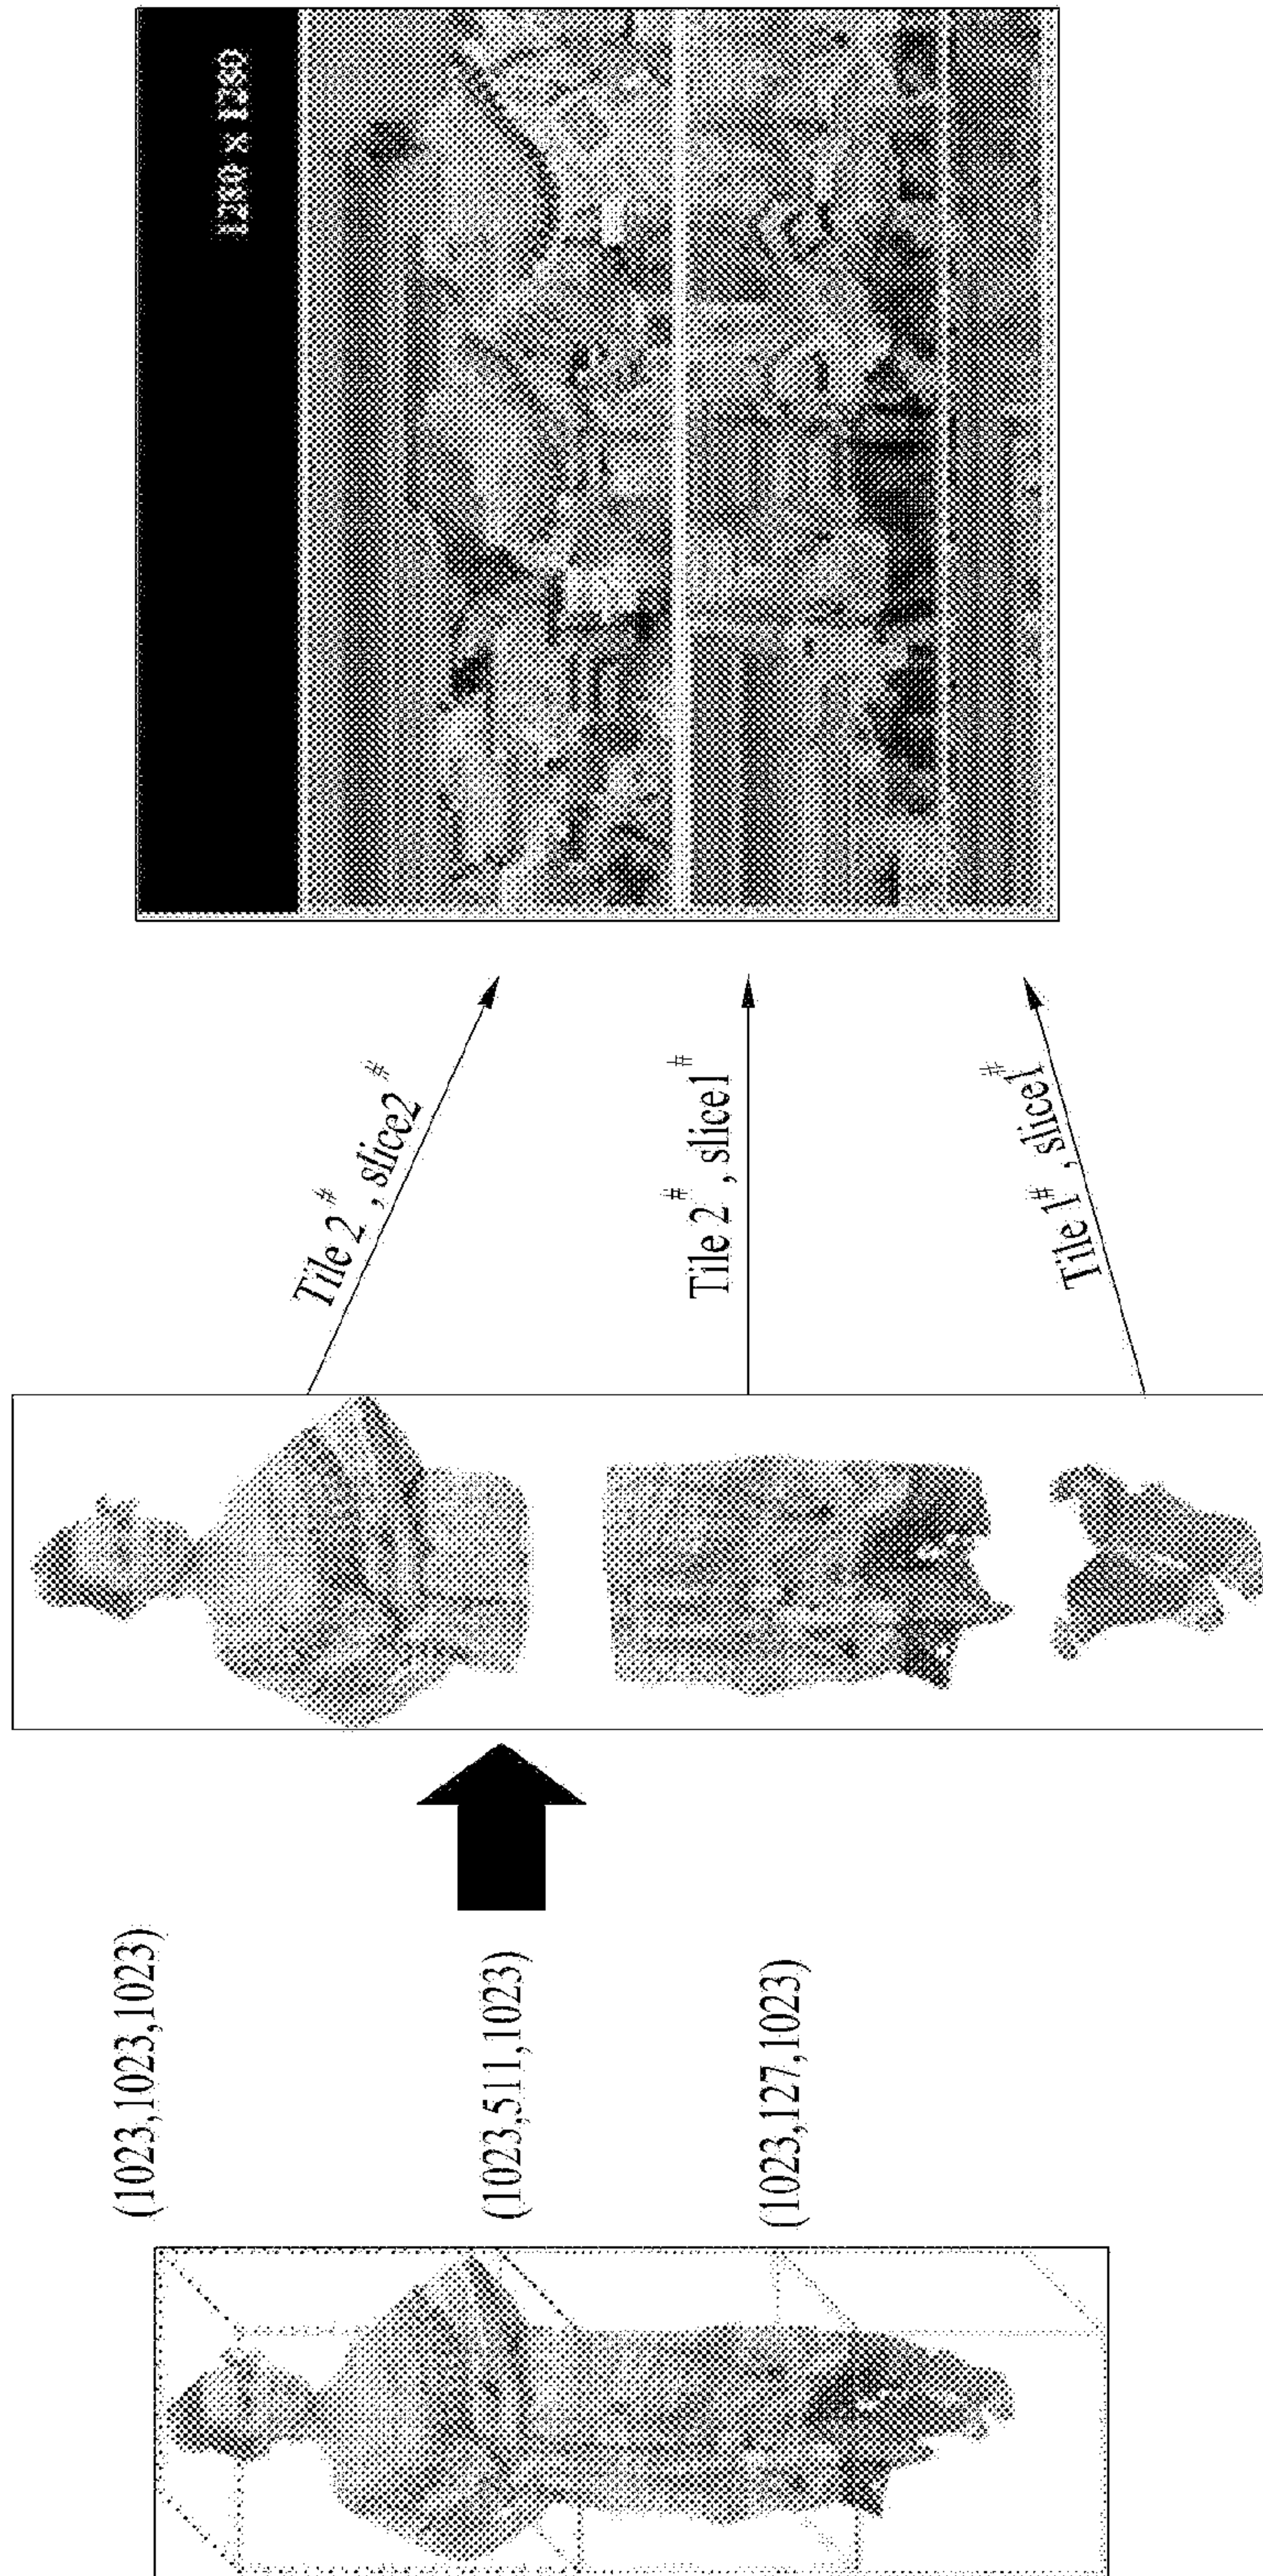 (1023,1023,1023)
(1023,511,1023)
(1023,127,1023)
Tile 2#, slice2#
Tile 2#, slice1#
Tile 1#, slice1#
1280 × 1280